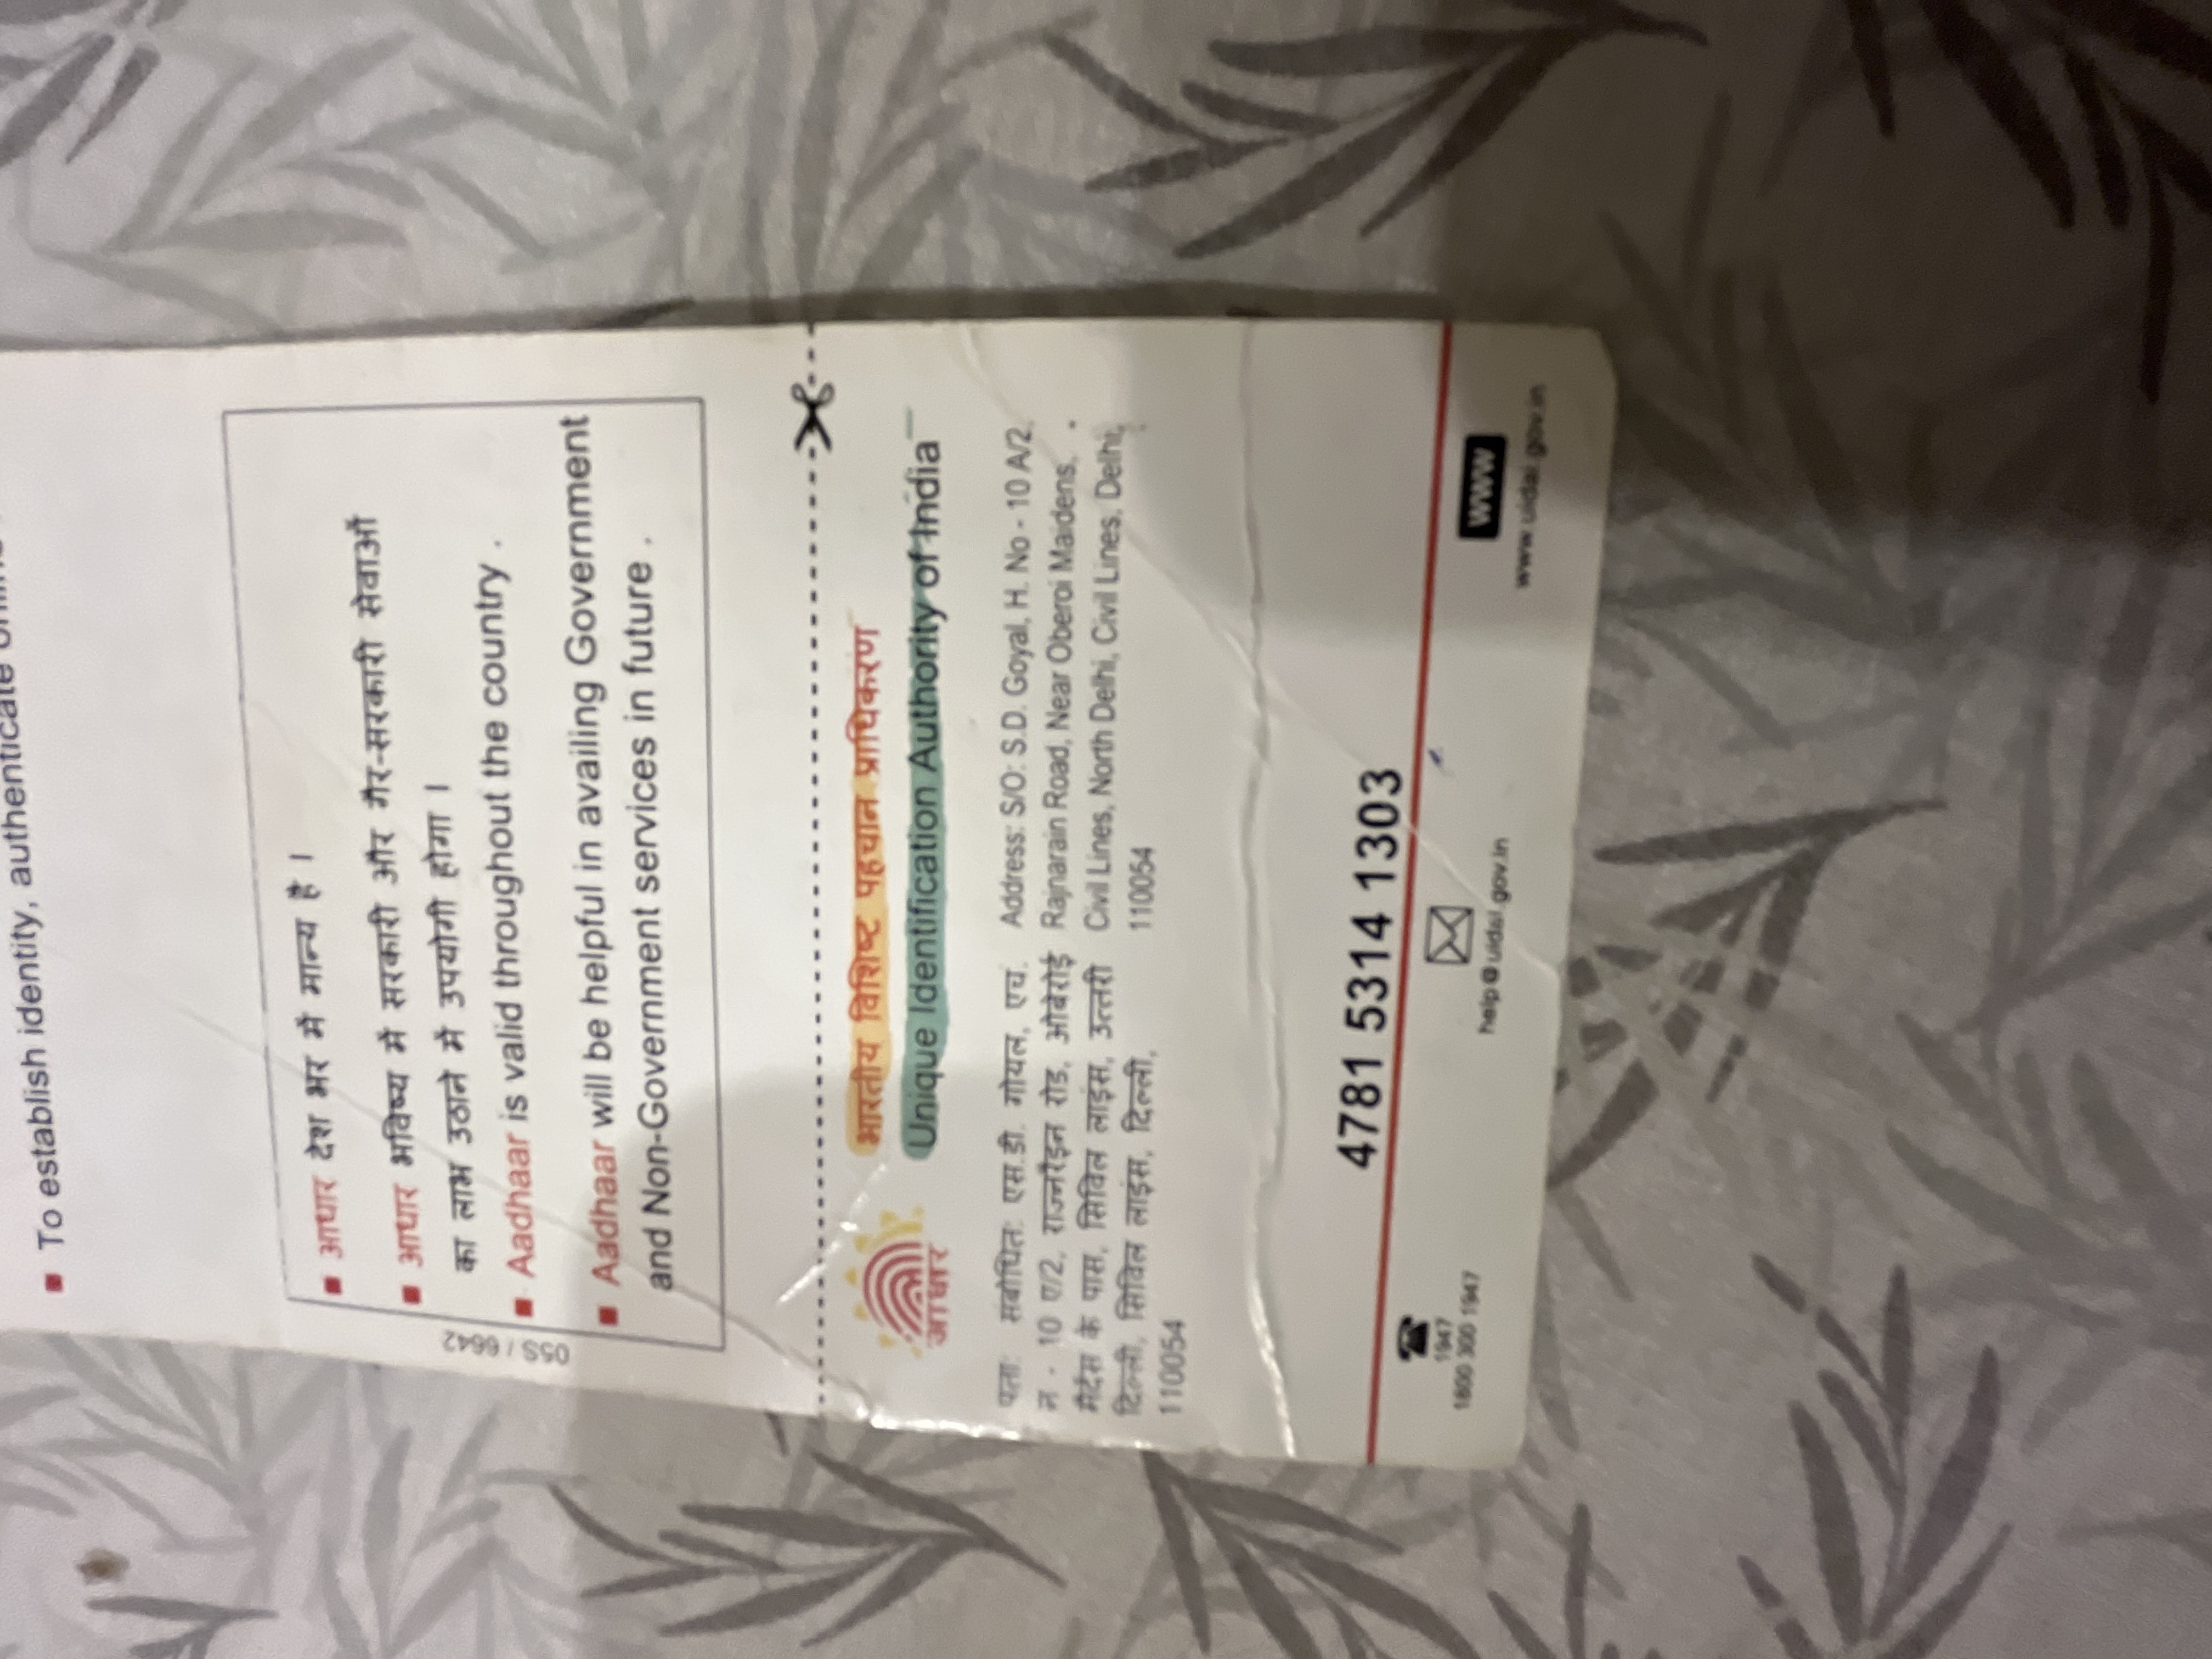 ■ To establish identity, authenticate
■ आधार देश भर में मान्य है ।
■ आधार भविष्य में सरकारी और गैर-सरकारी सेवाओं
का लाभ उठाने में उपयोगी होगा ।
■ Aadhaar is valid throughout the country .
■ Aadhaar will be helpful in availing Government
and Non-Government services in future .
05S / 6642
भारतीय विशिष्ट पहचान प्राधिकरण
Unique Identification Authority of India
आधार
पता: संबोधित: एस.डी. गोयल, एच.
न - 10 ए/2, राजनरैइन रोड, ओबेरोई
मैदेंस के पास, सिविल लाइंस, उत्तरी
दिल्ली, सिविल लाइंस, दिल्ली,
110054
Address: S/O: S.D. Goyal, H. No - 10 A/2,
Rajnarain Road, Near Oberoi Maidens,
Civil Lines, North Delhi, Civil Lines, Delhi,
110054
4781 5314 1303
1947
1800 300 1947
help@uidai.gov.in
WWW
www.uidai.gov.in